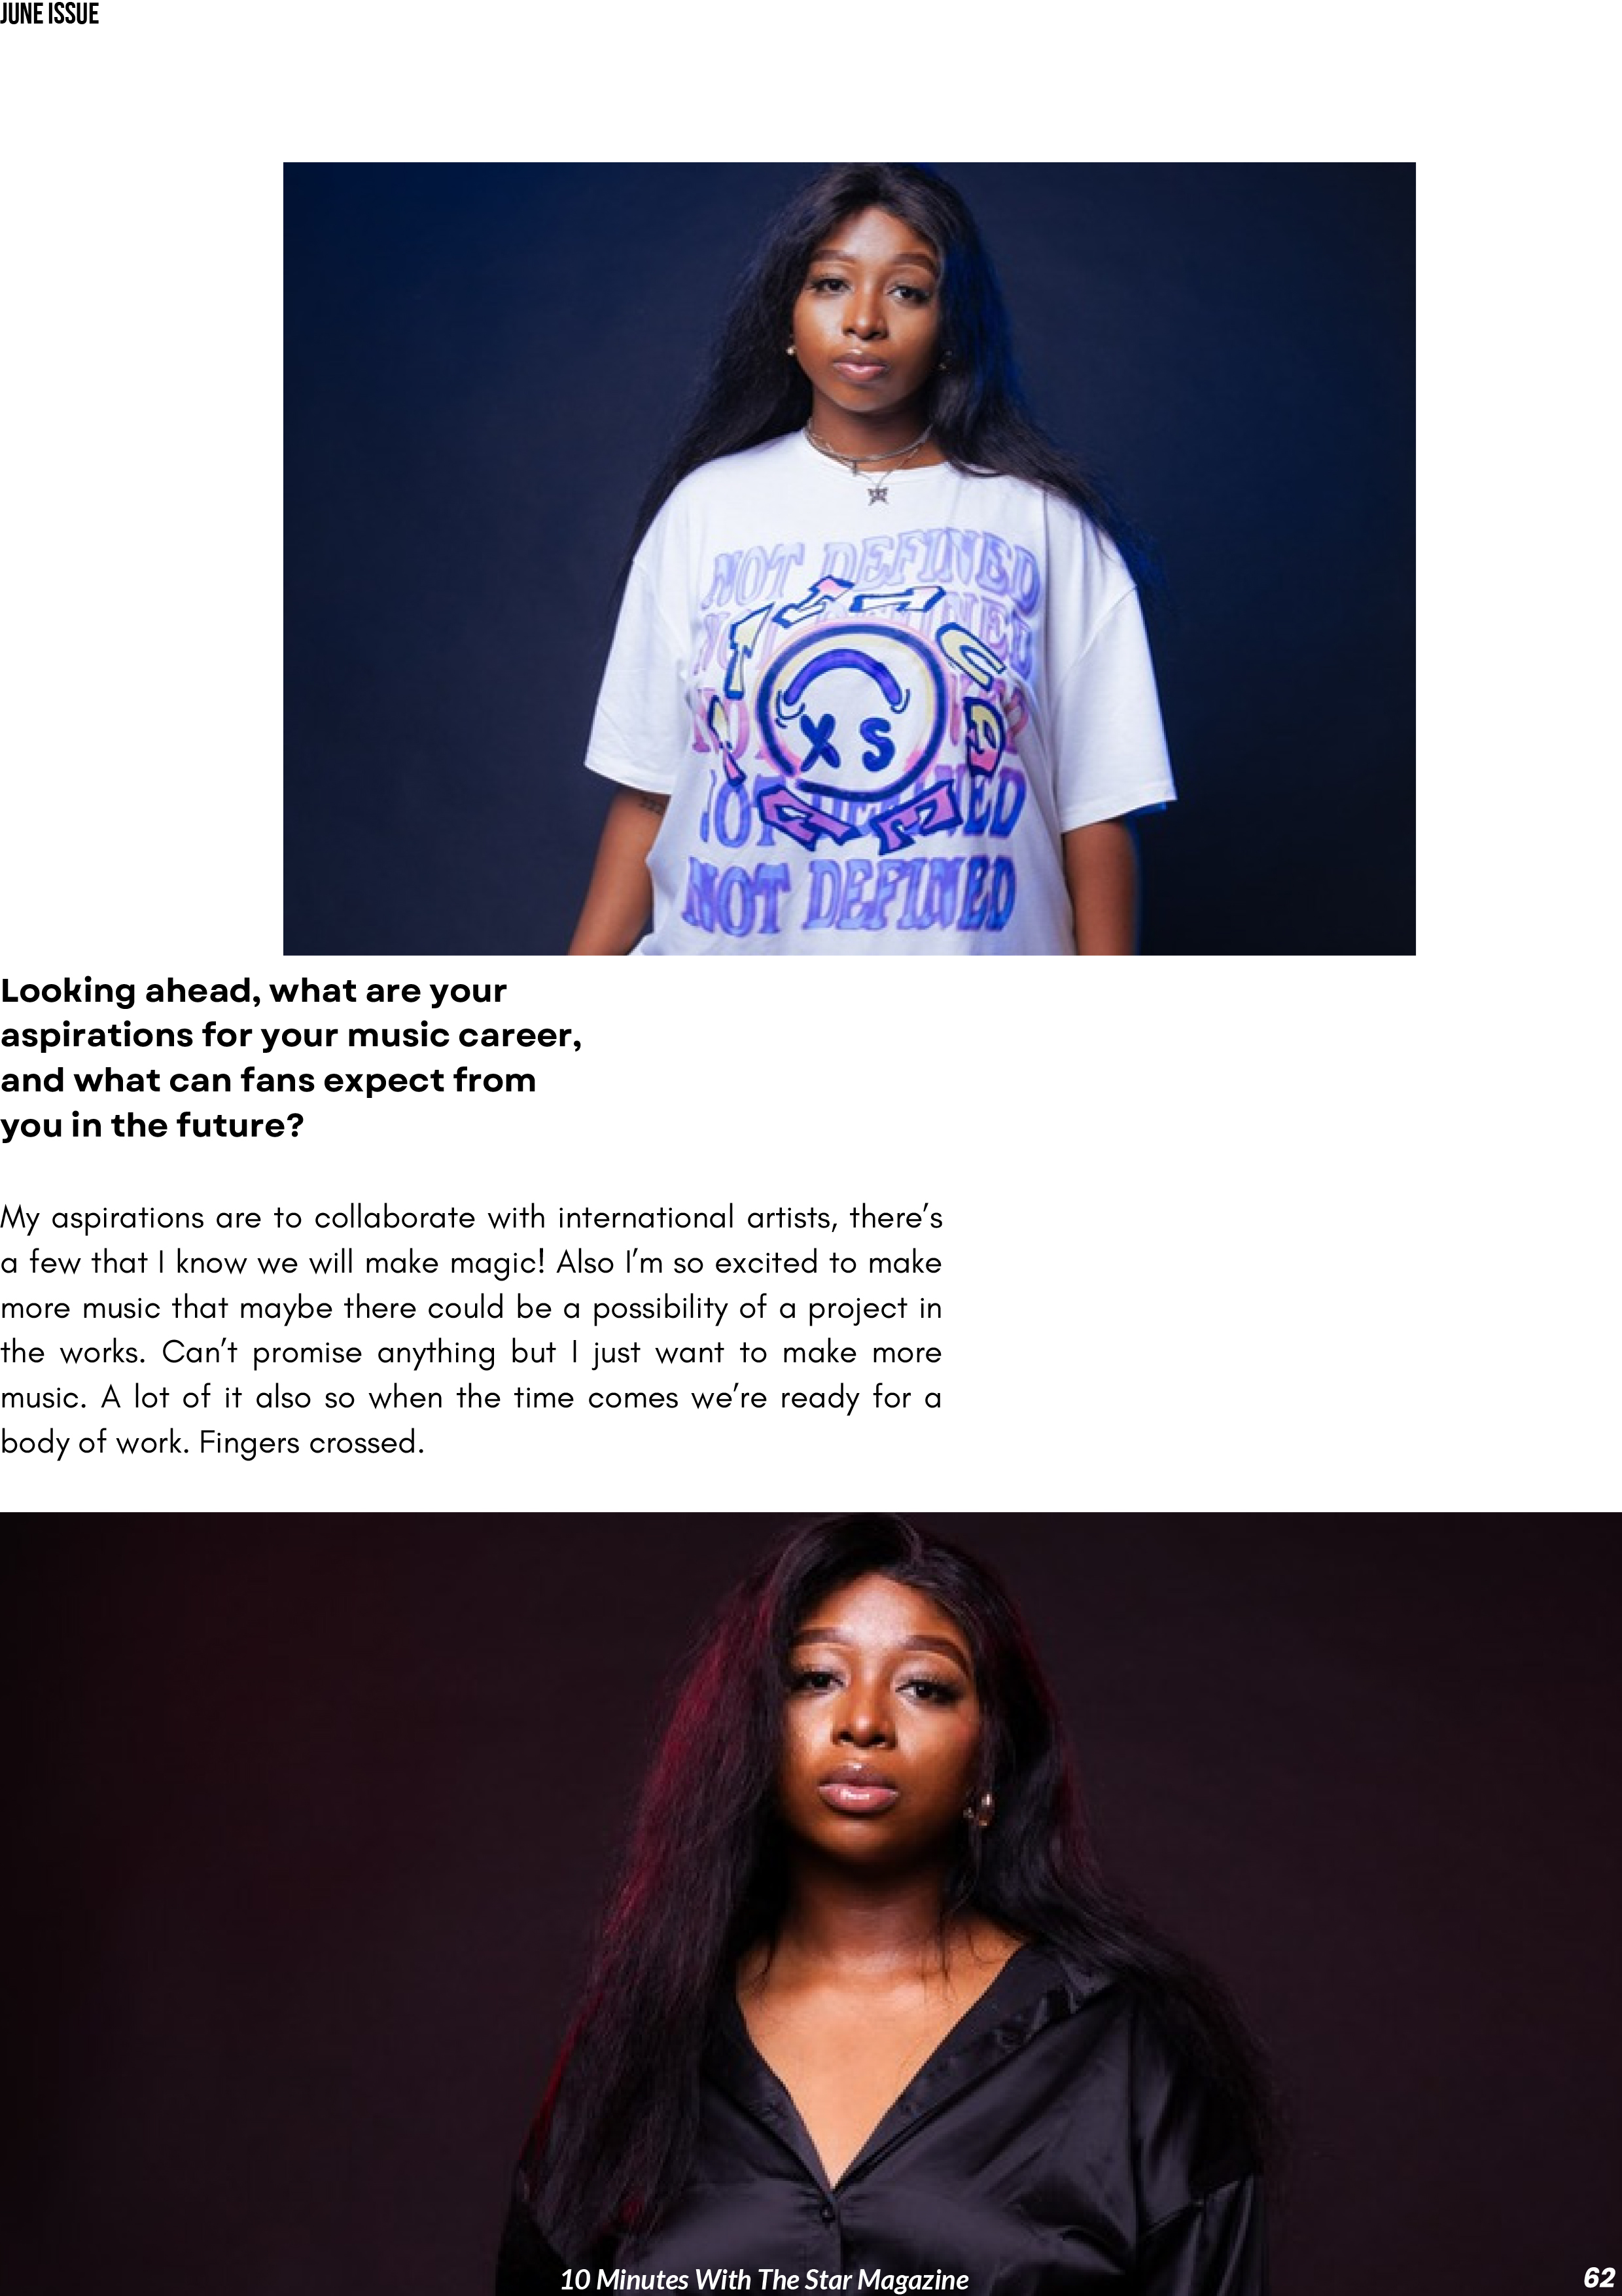 JUNE ISSUE
NOT DEFINED
NOT DEFINED
X S
Looking ahead, what are your
aspirations for your music career,
and what can fans expect from
you in the future?
My aspirations are to collaborate with international artists, there’s
a few that I know we will make magic! Also I’m so excited to make
more music that maybe there could be a possibility of a project in
the works. Can’t promise anything but I just want to make more
music. A lot of it also so when the time comes we’re ready for a
body of work. Fingers crossed.
10 Minutes With The Star Magazine
62